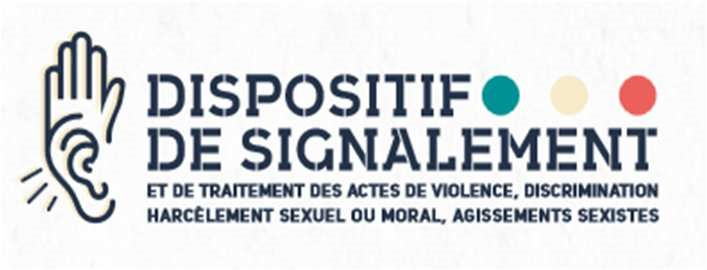 DISPOSITIF
DE SIGNALEMENT
ET DE TRAITEMENT DES ACTES DE VIOLENCE, DISCRIMINATION
HARCÈLEMENT SEXUEL OU MORAL, AGISSEMENTS SEXISTES